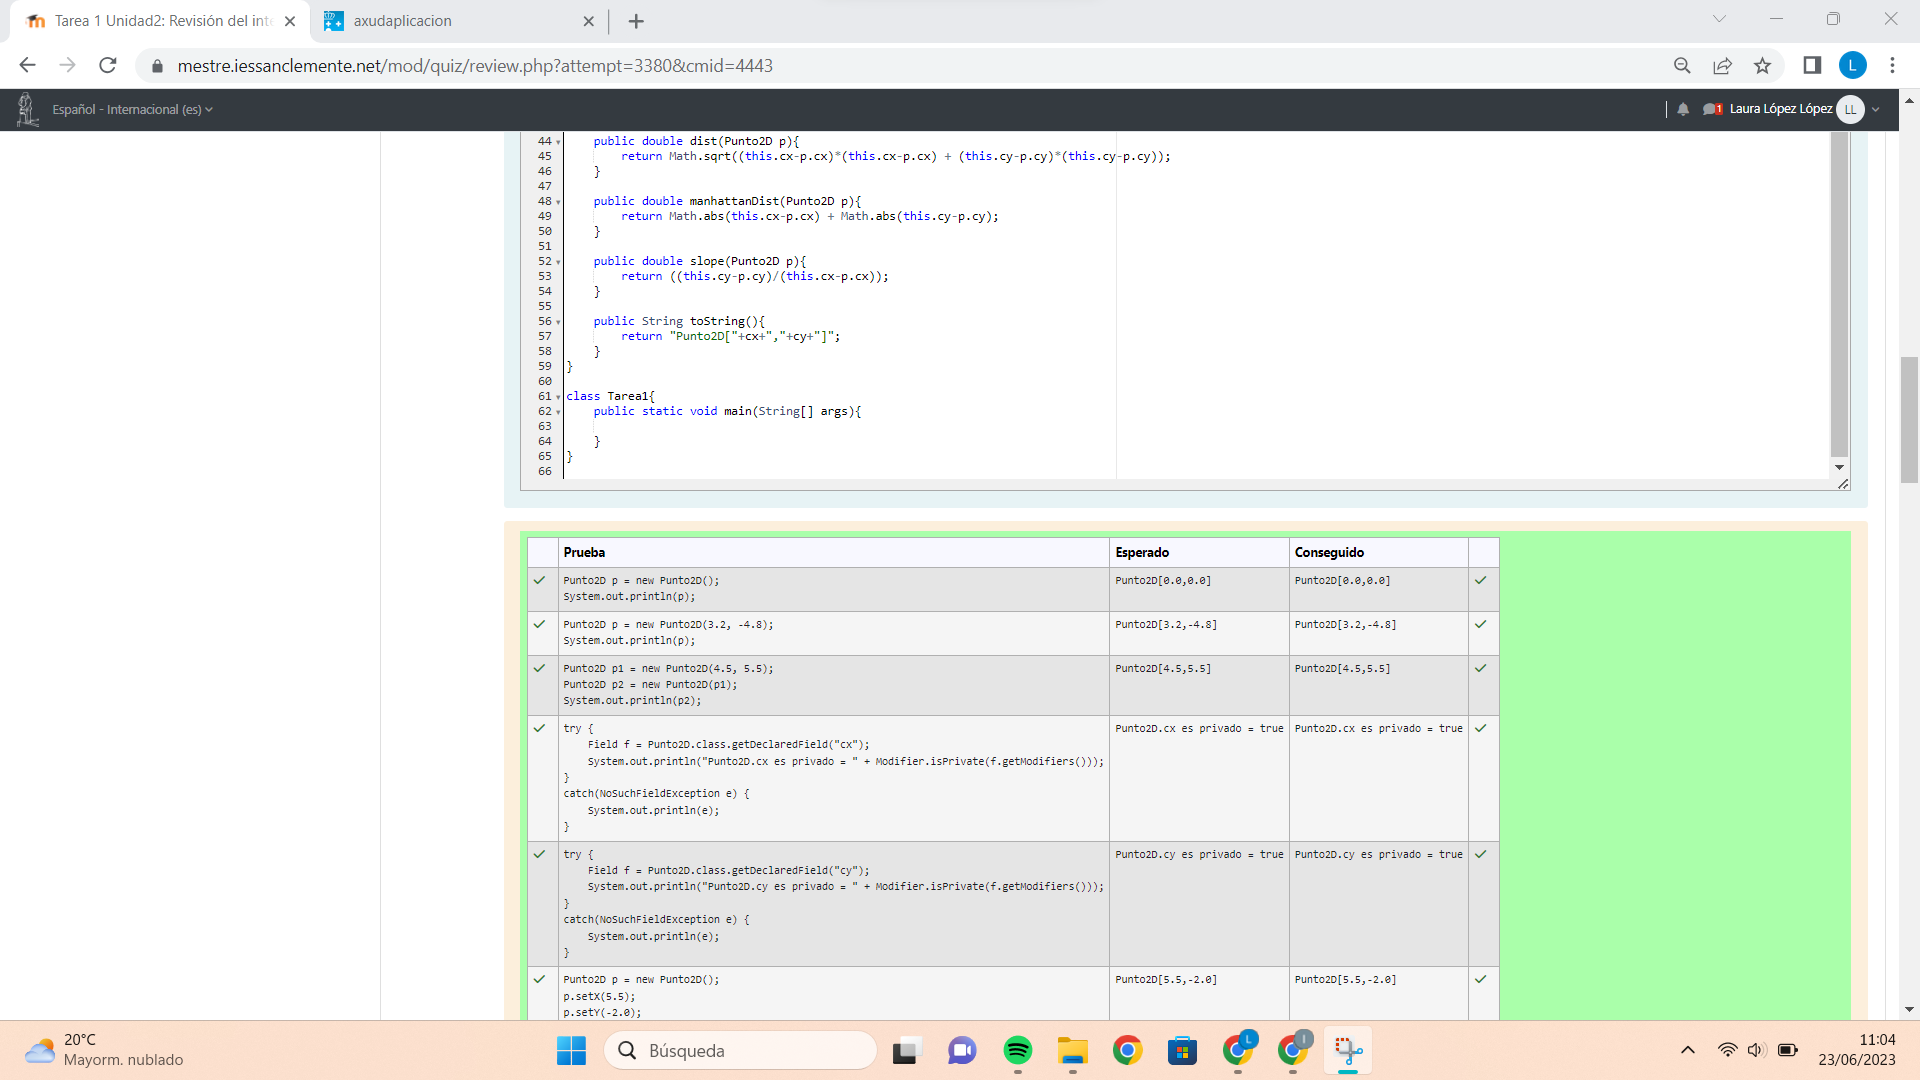 Tarea 1 Unidad2: Revisión del inte
axudaplicacion
mestre.iessanclemente.net/mod/quiz/review.php?attempt=3380&cmid=4443
L
Español - Internacional (es)
1
Laura López López
LL
44 public double dist(Punto2D p){
45 return Math.sqrt((this.cx-p.cx)*(this.cx-p.cx) + (this.cy-p.cy)*(this.cy-p.cy));
46 }
47
48 public double manhattanDist(Punto2D p){
49 return Math.abs(this.cx-p.cx) + Math.abs(this.cy-p.cy);
50 }
51
52 public double slope(Punto2D p){
53 return ((this.cy-p.cy)/(this.cx-p.cx));
54 }
55
56 public String toString(){
57 return "Punto2D["+cx+","+cy+"]";
58 }
59 }
60
61 class Tarea1{
62 public static void main(String[] args){
63
64 }
65 }
66
Prueba Esperado Conseguido
Punto2D p = new Punto2D(); Punto2D[0.0,0.0] Punto2D[0.0,0.0]
System.out.println(p);
Punto2D p = new Punto2D(3.2, -4.8); Punto2D[3.2,-4.8] Punto2D[3.2,-4.8]
System.out.println(p);
Punto2D p1 = new Punto2D(4.5, 5.5); Punto2D[4.5,5.5] Punto2D[4.5,5.5]
Punto2D p2 = new Punto2D(p1);
System.out.println(p2);
try { Punto2D.cx es privado = true Punto2D.cx es privado = true
Field f = Punto2D.class.getDeclaredField("cx");
System.out.println("Punto2D.cx es privado = " + Modifier.isPrivate(f.getModifiers()));
}
catch(NoSuchFieldException e) {
System.out.println(e);
}
try { Punto2D.cy es privado = true Punto2D.cy es privado = true
Field f = Punto2D.class.getDeclaredField("cy");
System.out.println("Punto2D.cy es privado = " + Modifier.isPrivate(f.getModifiers()));
}
catch(NoSuchFieldException e) {
System.out.println(e);
}
Punto2D p = new Punto2D(); Punto2D[5.5,-2.0] Punto2D[5.5,-2.0]
p.setX(5.5);
p.setY(-2.0);
20°C
Mayorm. nublado
Búsqueda
L
I
11:04
23/06/2023